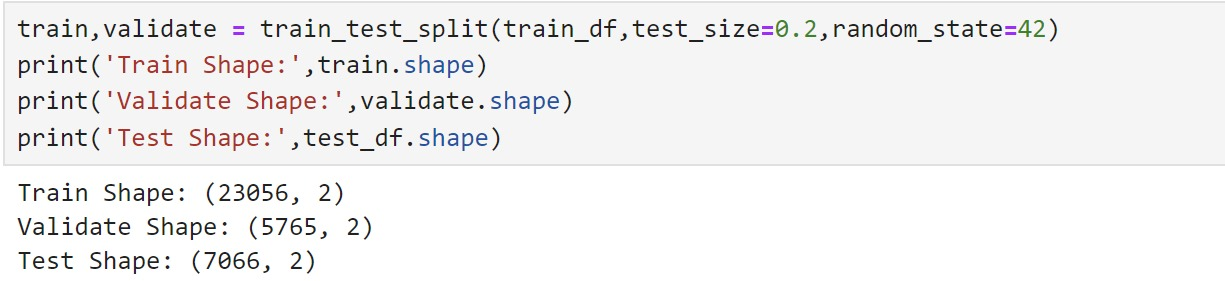 train,validate = train_test_split(train_df,test_size=0.2,random_state=42)
print('Train Shape:',train.shape)
print('Validate Shape:',validate.shape)
print('Test Shape:',test_df.shape)
Train Shape: (23056, 2)
Validate Shape: (5765, 2)
Test Shape: (7066, 2)